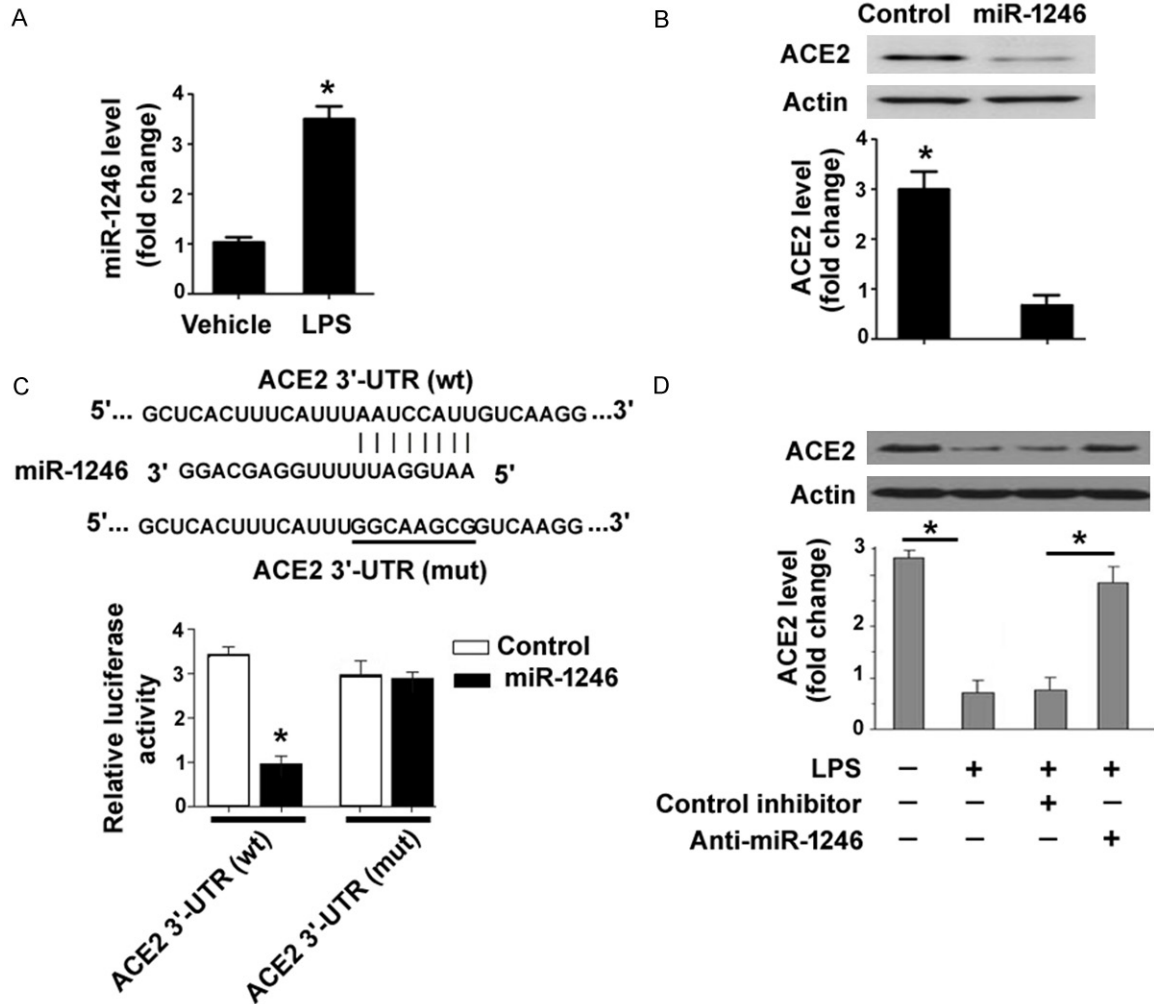 A
miR-1246 level
(fold change)
4
3
2
1
0
*
Vehicle LPS
B
Control miR-1246
ACE2
Actin
ACE2 level
(fold change)
4
3
2
1
0
*
C
ACE2 3'-UTR (wt)
5'... GCUCACUUUCAUUUAAUCCAUUGUCAAGG ...3'
miR-1246 3' GGACGAGGUUUUUAGGUAA 5'
5'... GCUCACUUUCAUUUGGCAAGCGGUCAAGG ...3'
ACE2 3'-UTR (mut)
Relative luciferase
activity
4
3
2
1
0
*
Control
miR-1246
ACE2 3'-UTR (wt)
ACE2 3'-UTR (mut)
D
ACE2
Actin
ACE2 level
(fold change)
3
2
2
1
0
*
*
LPS − + + +
Control inhibitor − − + −
Anti-miR-1246 − − − +